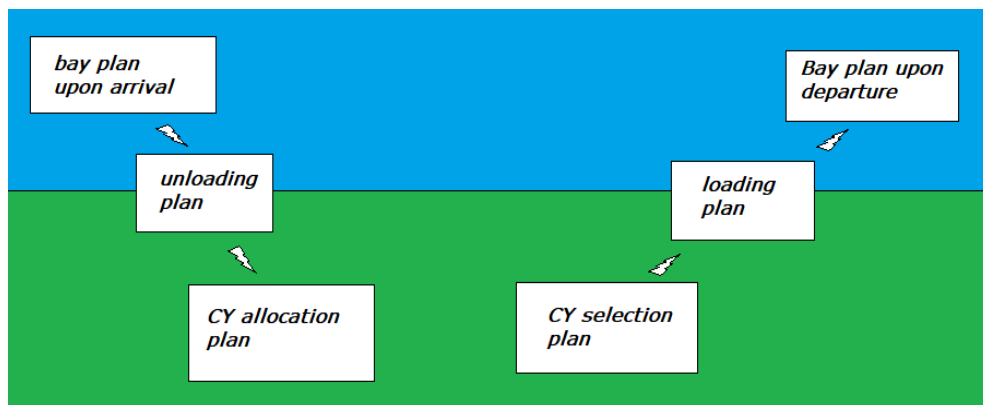 bay plan
upon arrival
unloading
plan
CY allocation
plan
CY selection
plan
loading
plan
Bay plan upon
departure